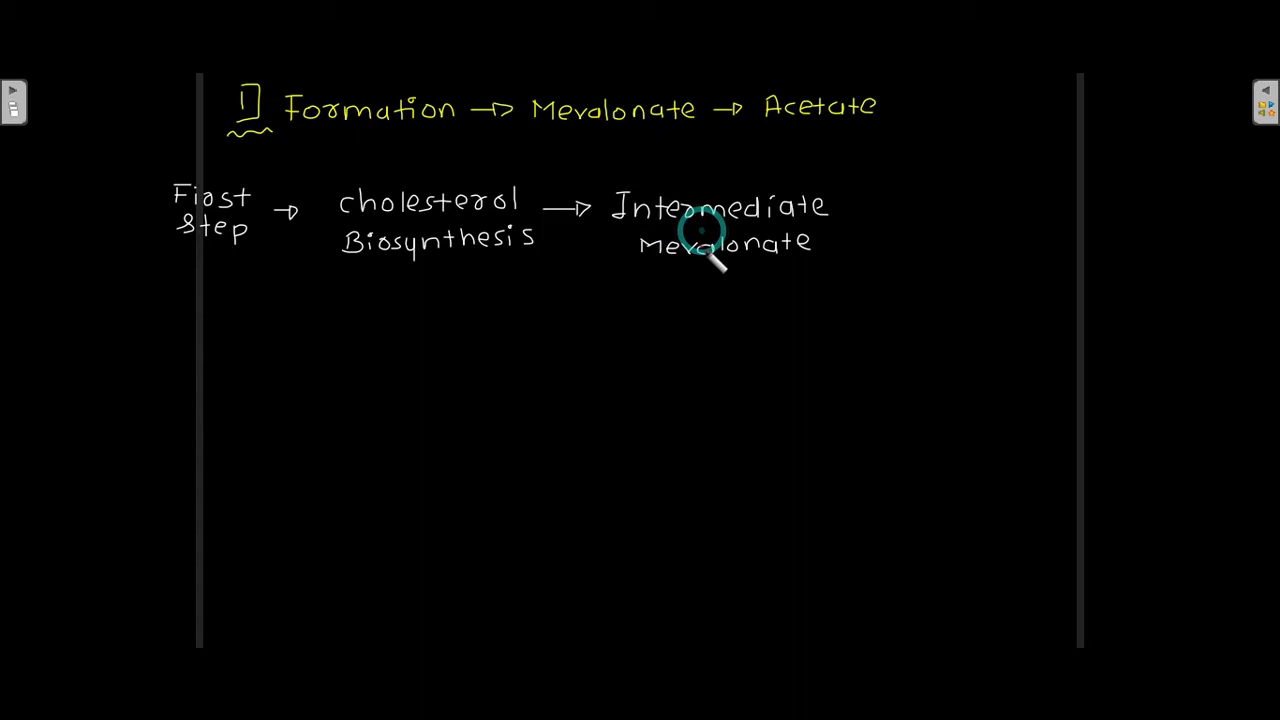 1] Formation → Mevalonate → Acetate
First Step → cholesterol Biosynthesis → Intermediate Mevalonate